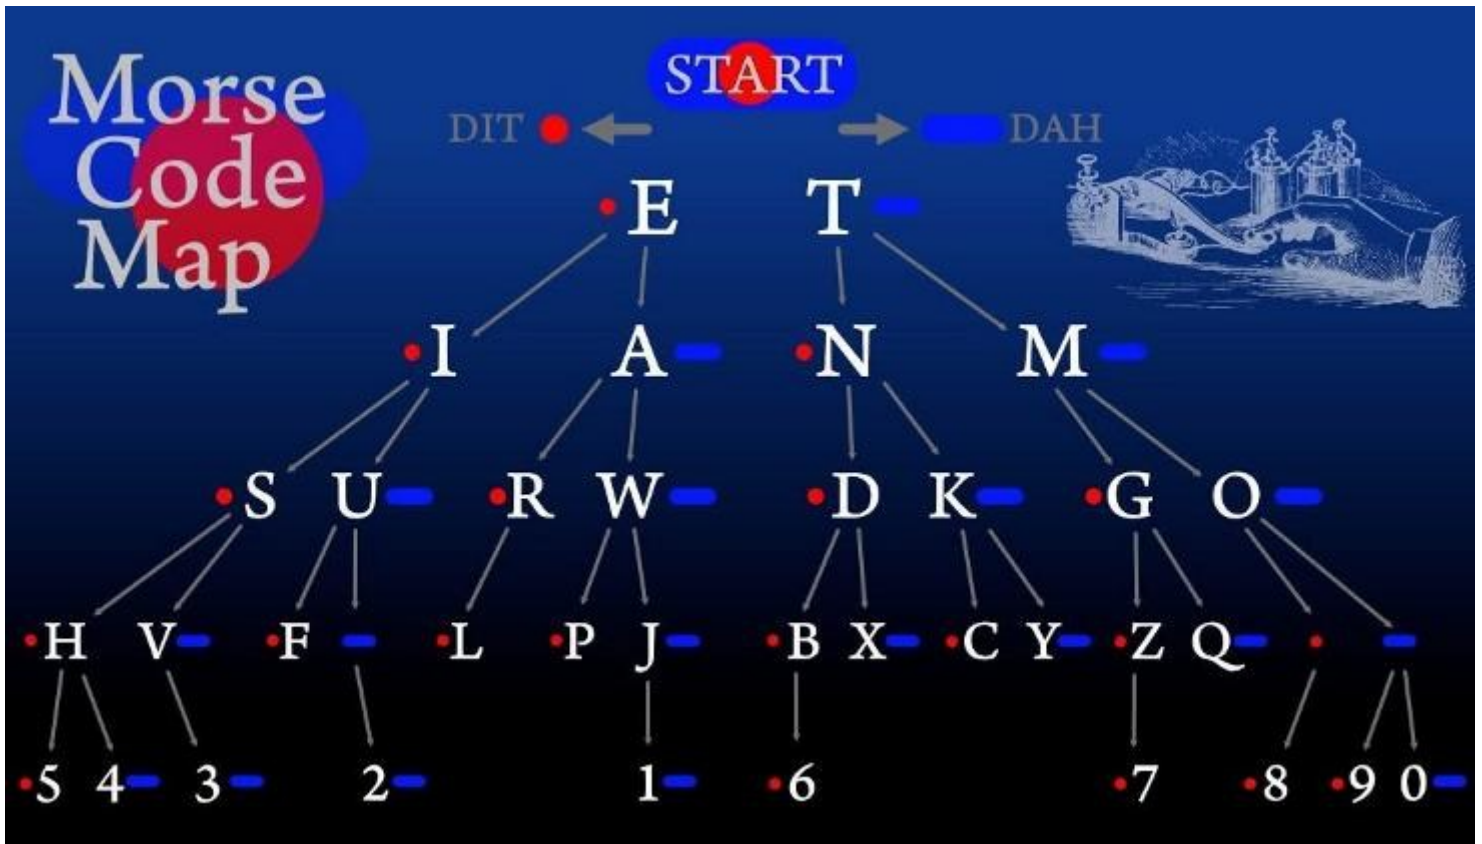 Morse
Code
Map
START
DIT
DAH
E T
I A N M
S U R W D K G O
H V F L P J B X C Y Z Q
5 4 3 2 1 6 7 8 9 0